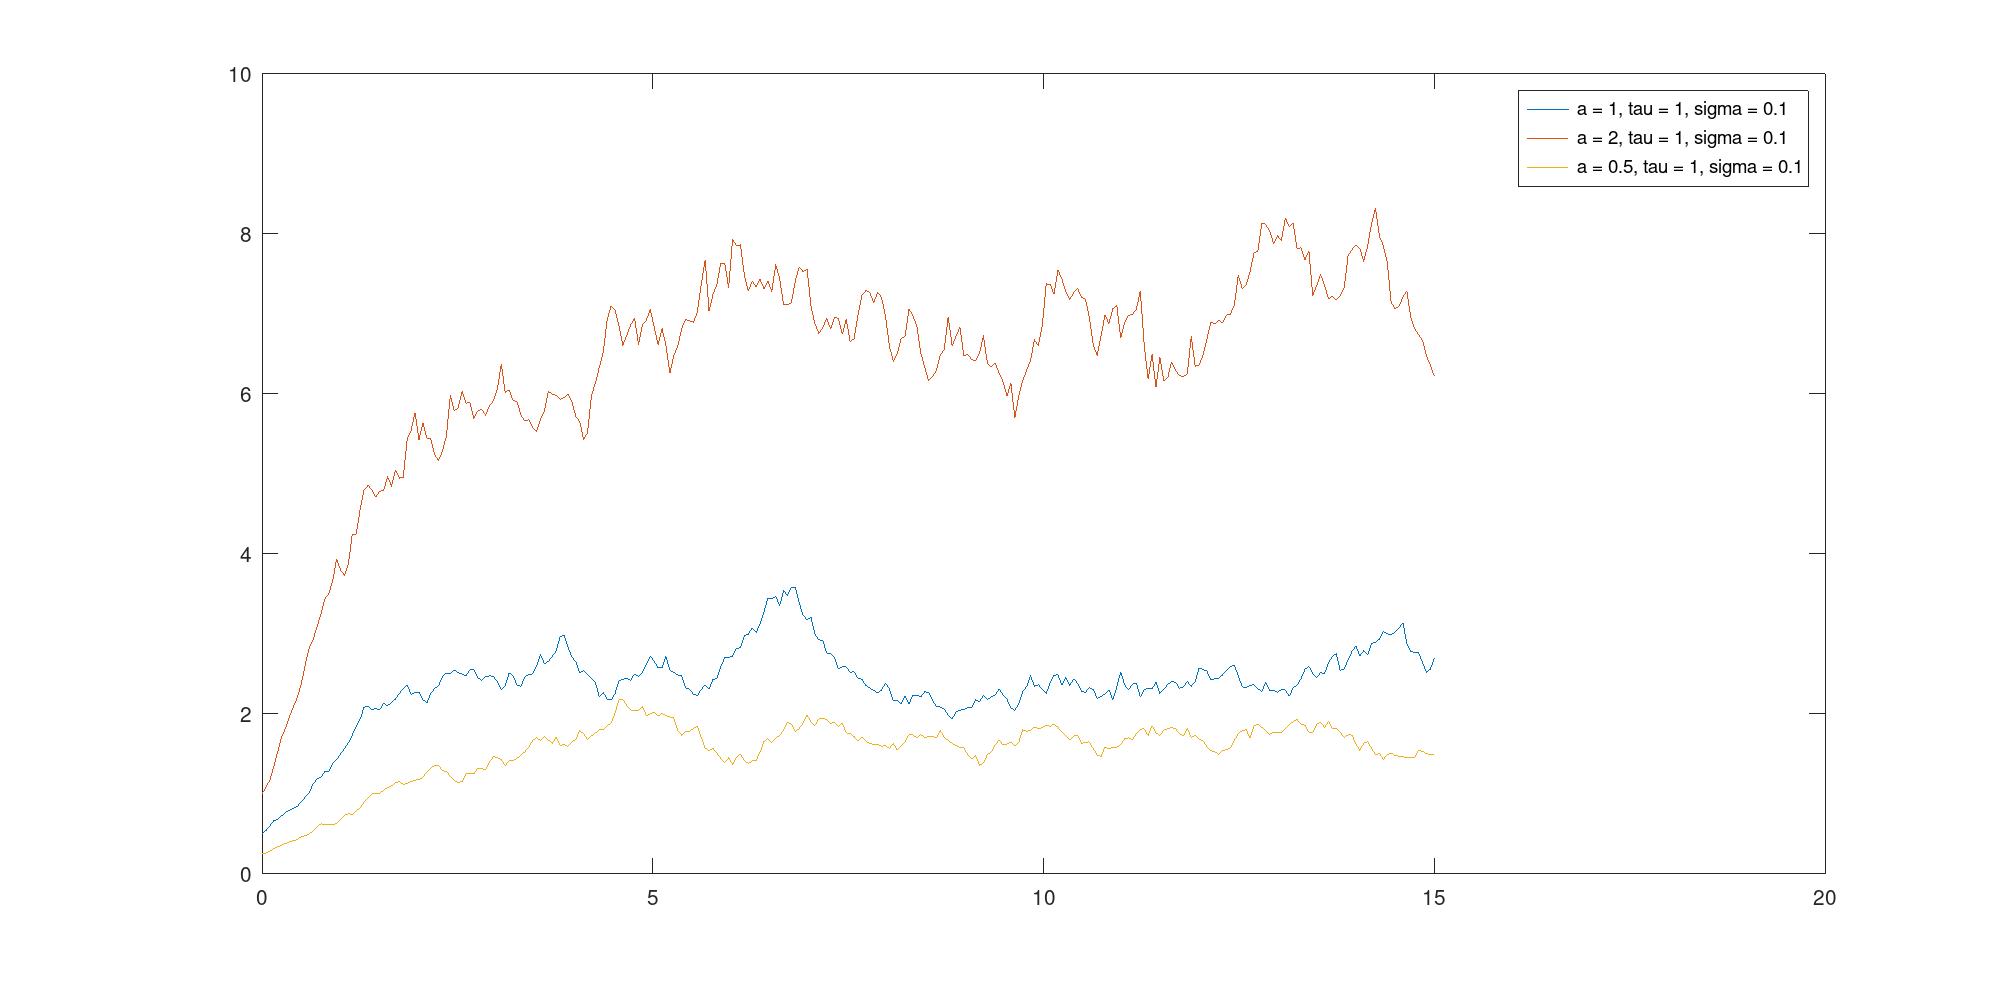 10
8
6
4
2
0
0 5 10 15 20
a = 1, tau = 1, sigma = 0.1
a = 2, tau = 1, sigma = 0.1
a = 0.5, tau = 1, sigma = 0.1